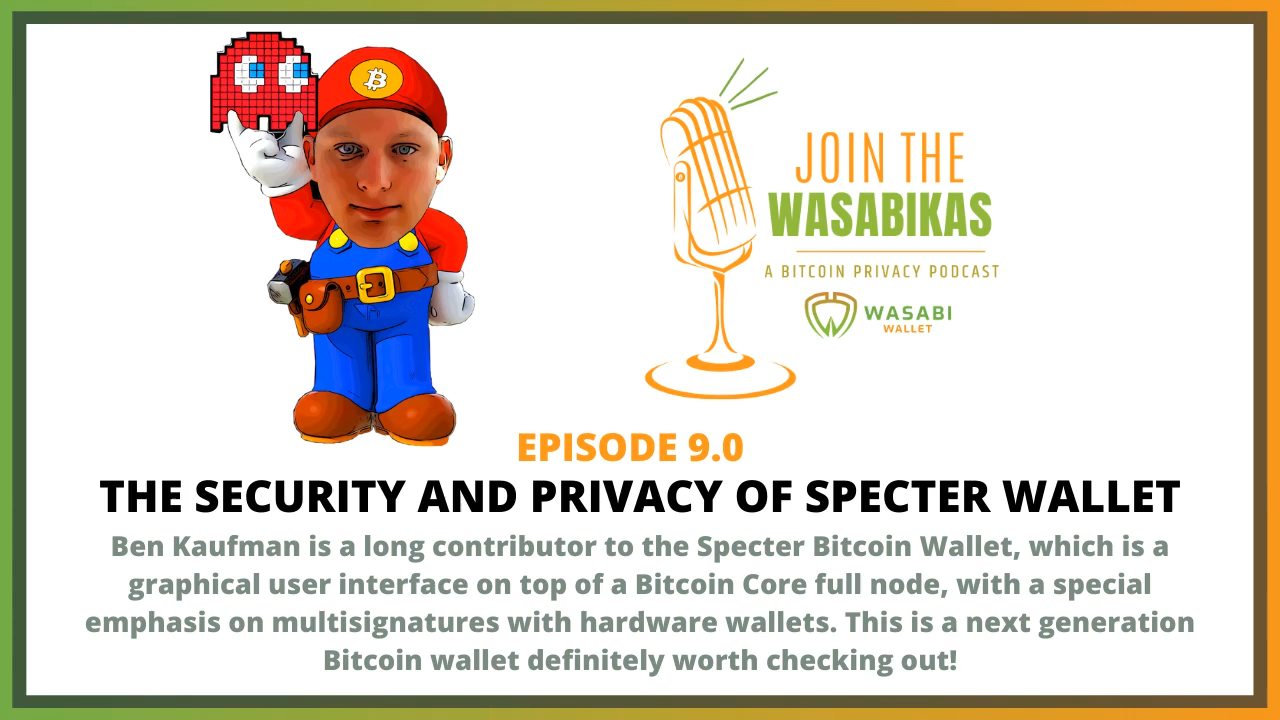 JOIN THE
WASABIKAS
A BITCOIN PRIVACY PODCAST
WASABI
WALLET
EPISODE 9.0
THE SECURITY AND PRIVACY OF SPECTER WALLET
Ben Kaufman is a long contributor to the Specter Bitcoin Wallet, which is a
graphical user interface on top of a Bitcoin Core full node, with a special
emphasis on multisignatures with hardware wallets. This is a next generation
Bitcoin wallet definitely worth checking out!